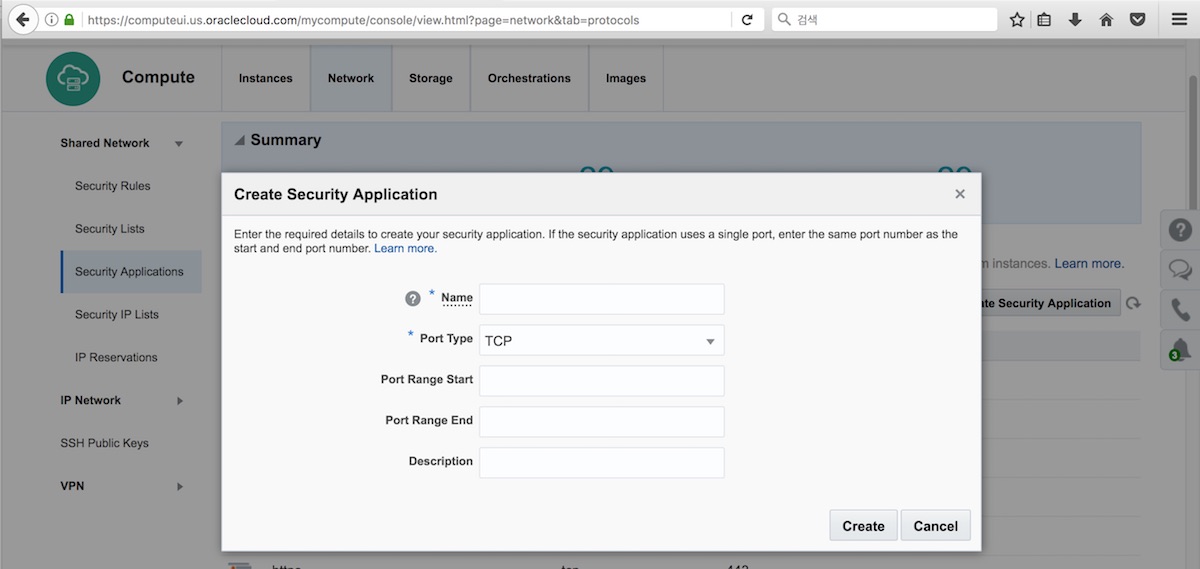 https://computeui.us.oraclecloud.com/mycompute/console/view.html?page=network&tab=protocols
검색
Compute
Instances
Network
Storage
Orchestrations
Images
Shared Network
Security Rules
Security Lists
Security Applications
Security IP Lists
IP Reservations
IP Network
SSH Public Keys
VPN
Summary
Create Security Application
Enter the required details to create your security application. If the security application uses a single port, enter the same port number as the
start and end port number. Learn more.
* Name
* Port Type TCP
Port Range Start
Port Range End
Description
Create Cancel
instances. Learn more.
Security Application
3